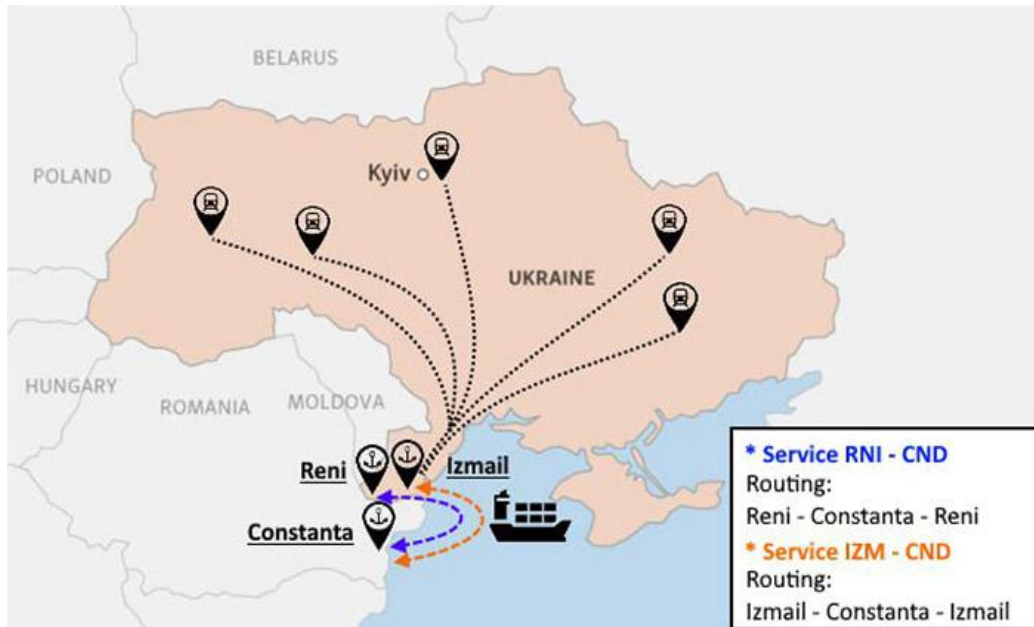 BELARUS
POLAND
Kyiv
UKRAINE
HUNGARY
ROMANIA
MOLDOVA
Reni
Izmail
Constanta
* Service RNI - CND
Routing:
Reni - Constanta - Reni
* Service IZM - CND
Routing:
Izmail - Constanta - Izmail